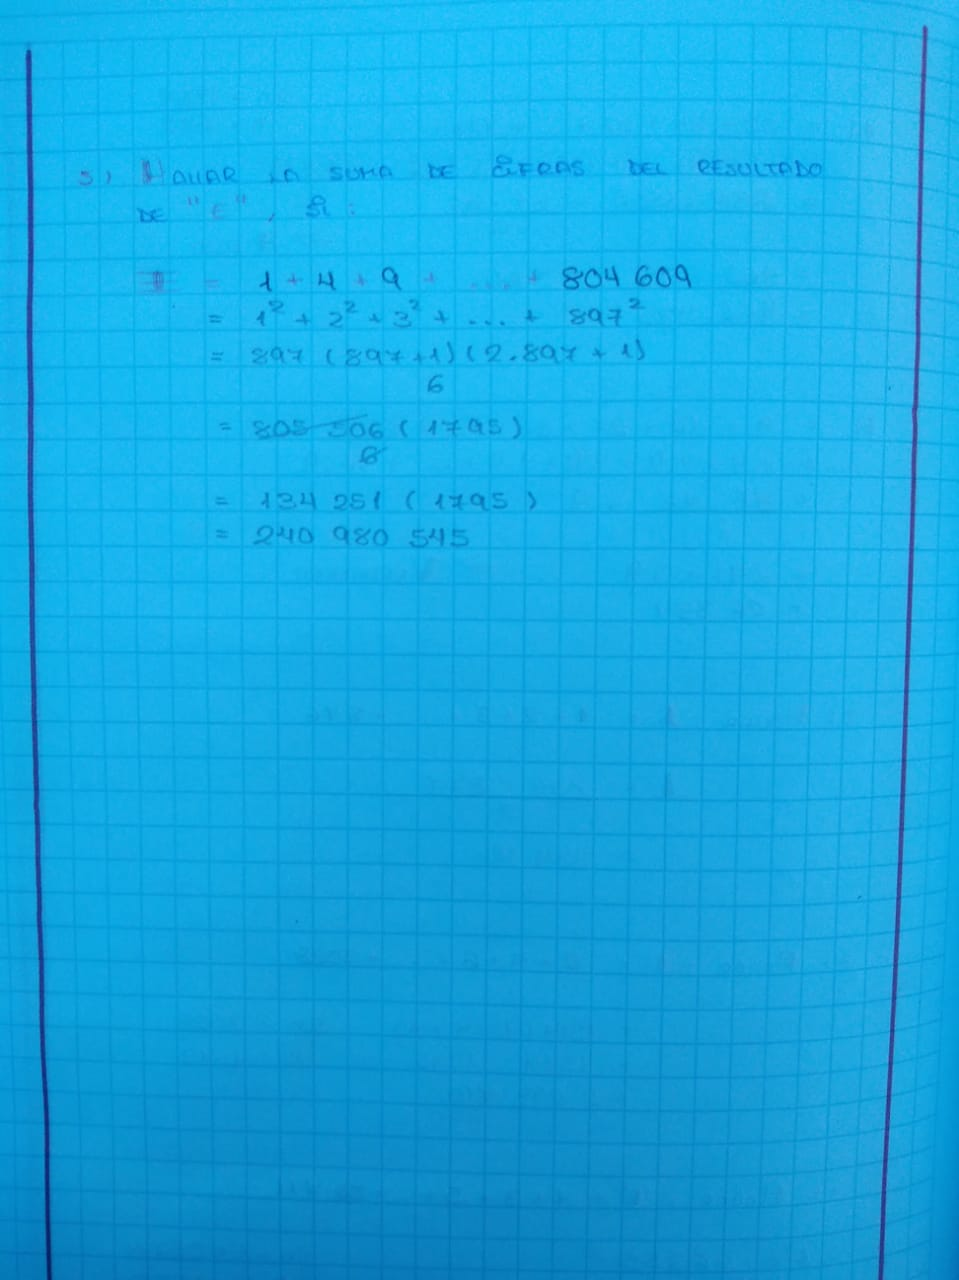 5) HALLAR LA SUMA DE CIFRAS DEL RESULTADO
DE "E", SI:
= 1 + 4 + 9 + ... + 804 609
= 1² + 2² + 3² + ... + 897²
= 897 (897+1) (2.897 + 1)
6
= 805 506 (1795)
6
= 134 251 (1795)
= 240 980 545